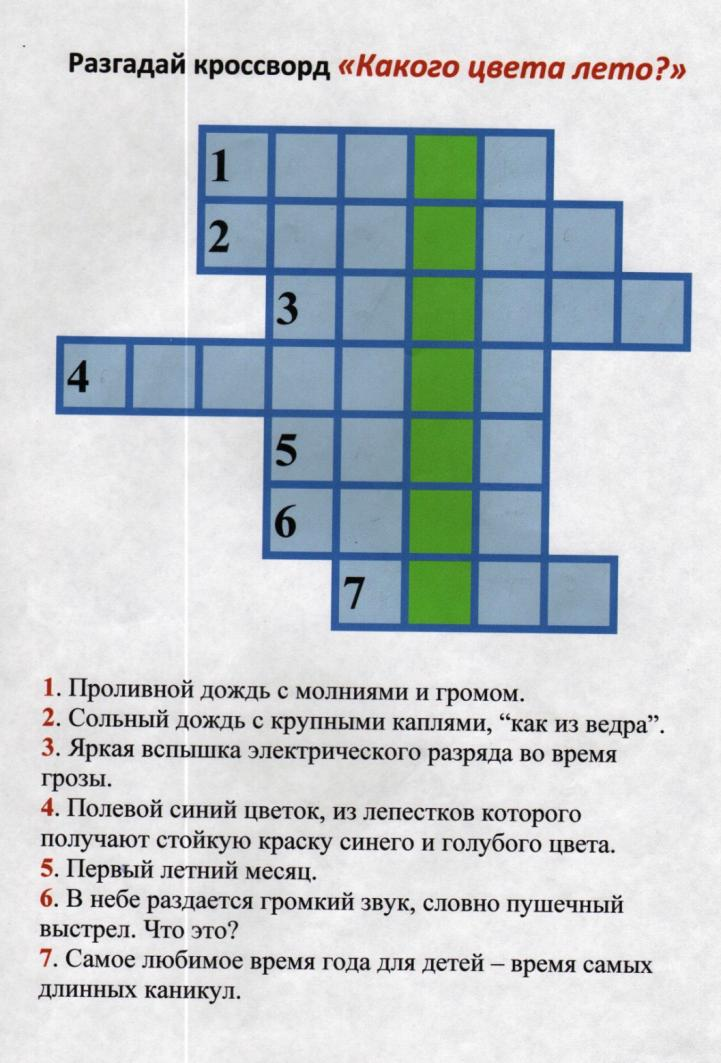 Разгадай кроссворд «Какого цвета лето?»
1
2
3
4
5
6
7
1. Проливной дождь с молниями и громом.
2. Сольный дождь с крупными каплями, “как из ведра”.
3. Яркая вспышка электрического разряда во время
грозы.
4. Полевой синий цветок, из лепестков которого
получают стойкую краску синего и голубого цвета.
5. Первый летний месяц.
6. В небе раздается громкий звук, словно пушечный
выстрел. Что это?
7. Самое любимое время года для детей – время самых
длинных каникул.